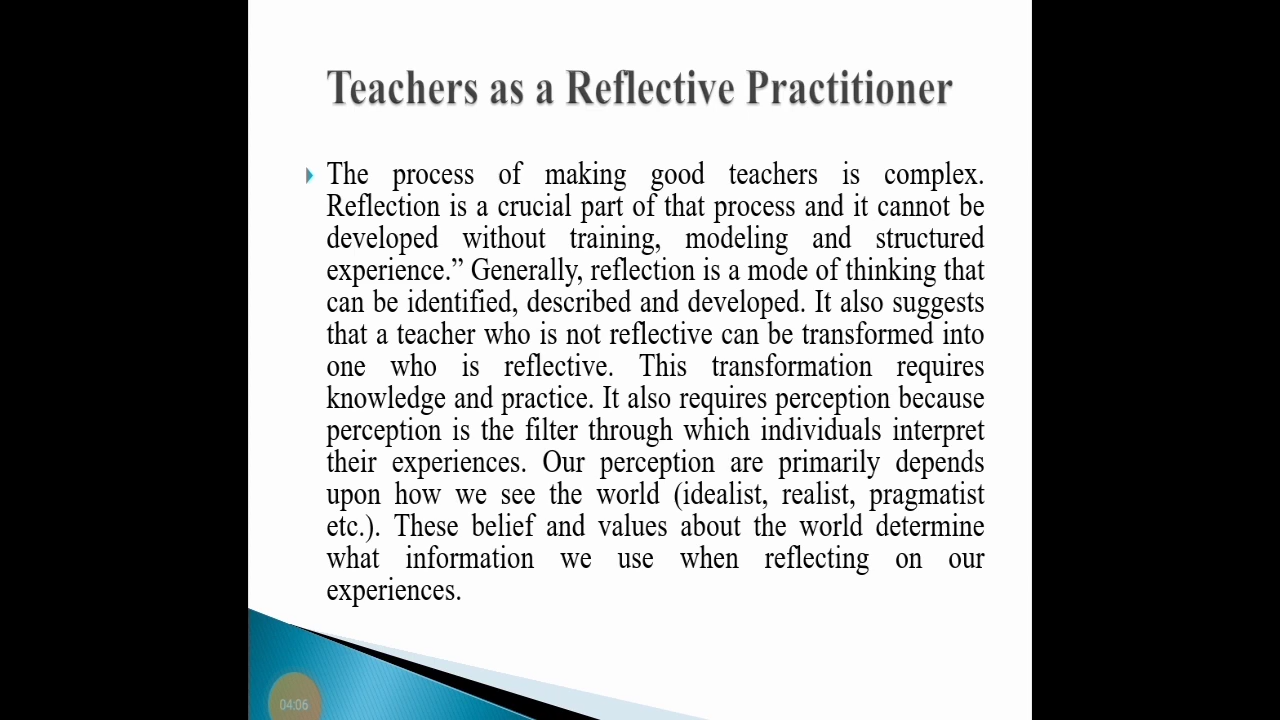 Teachers as a Reflective Practitioner
The process of making good teachers is complex.
Reflection is a crucial part of that process and it cannot be
developed without training, modeling and structured
experience.” Generally, reflection is a mode of thinking that
can be identified, described and developed. It also suggests
that a teacher who is not reflective can be transformed into
one who is reflective. This transformation requires
knowledge and practice. It also requires perception because
perception is the filter through which individuals interpret
their experiences. Our perception are primarily depends
upon how we see the world (idealist, realist, pragmatist
etc.). These belief and values about the world determine
what information we use when reflecting on our
experiences.
04:06